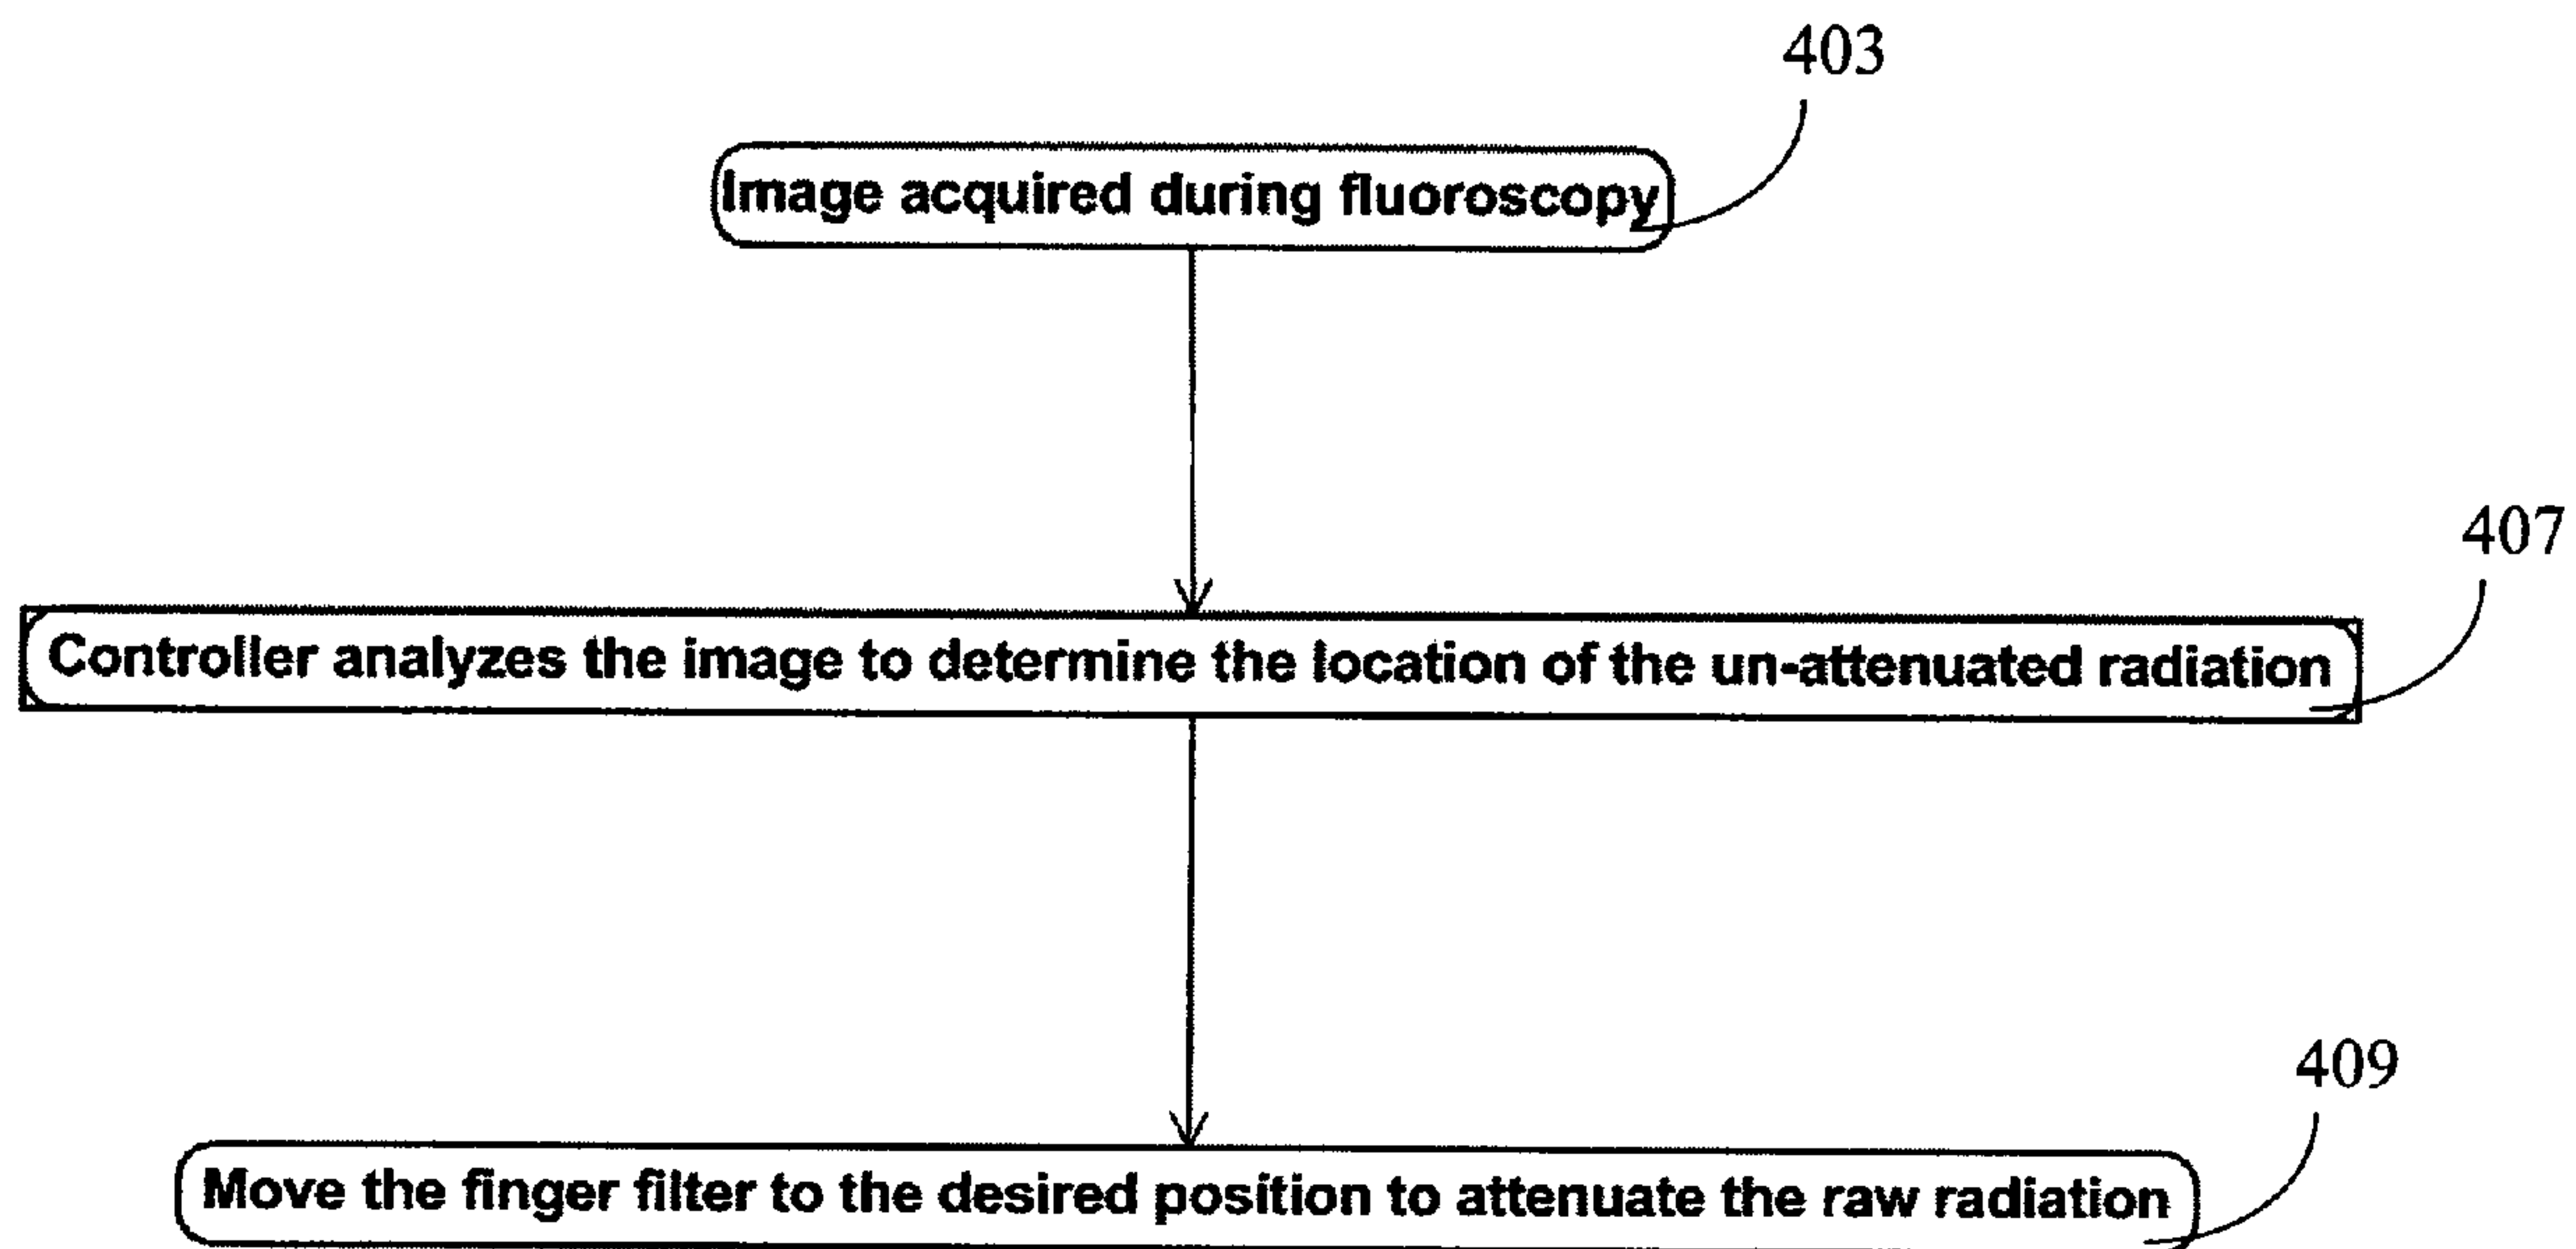 403
Image acquired during fluoroscopy
407
Controller analyzes the image to determine the location of the un-attenuated radiation
409
Move the finger filter to the desired position to attenuate the raw radiation